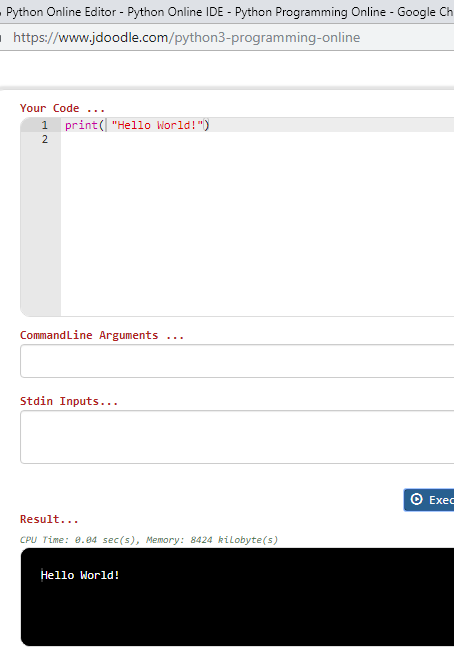 Python Online Editor - Python Online IDE - Python Programming Online - Google Ch
https://www.jdoodle.com/python3-programming-online
Your Code ...
1 print( "Hello World!")
2
CommandLine Arguments ...
Stdin Inputs...
Exec
Result...
CPU Time: 0.04 sec(s), Memory: 8424 kilobyte(s)
Hello World!